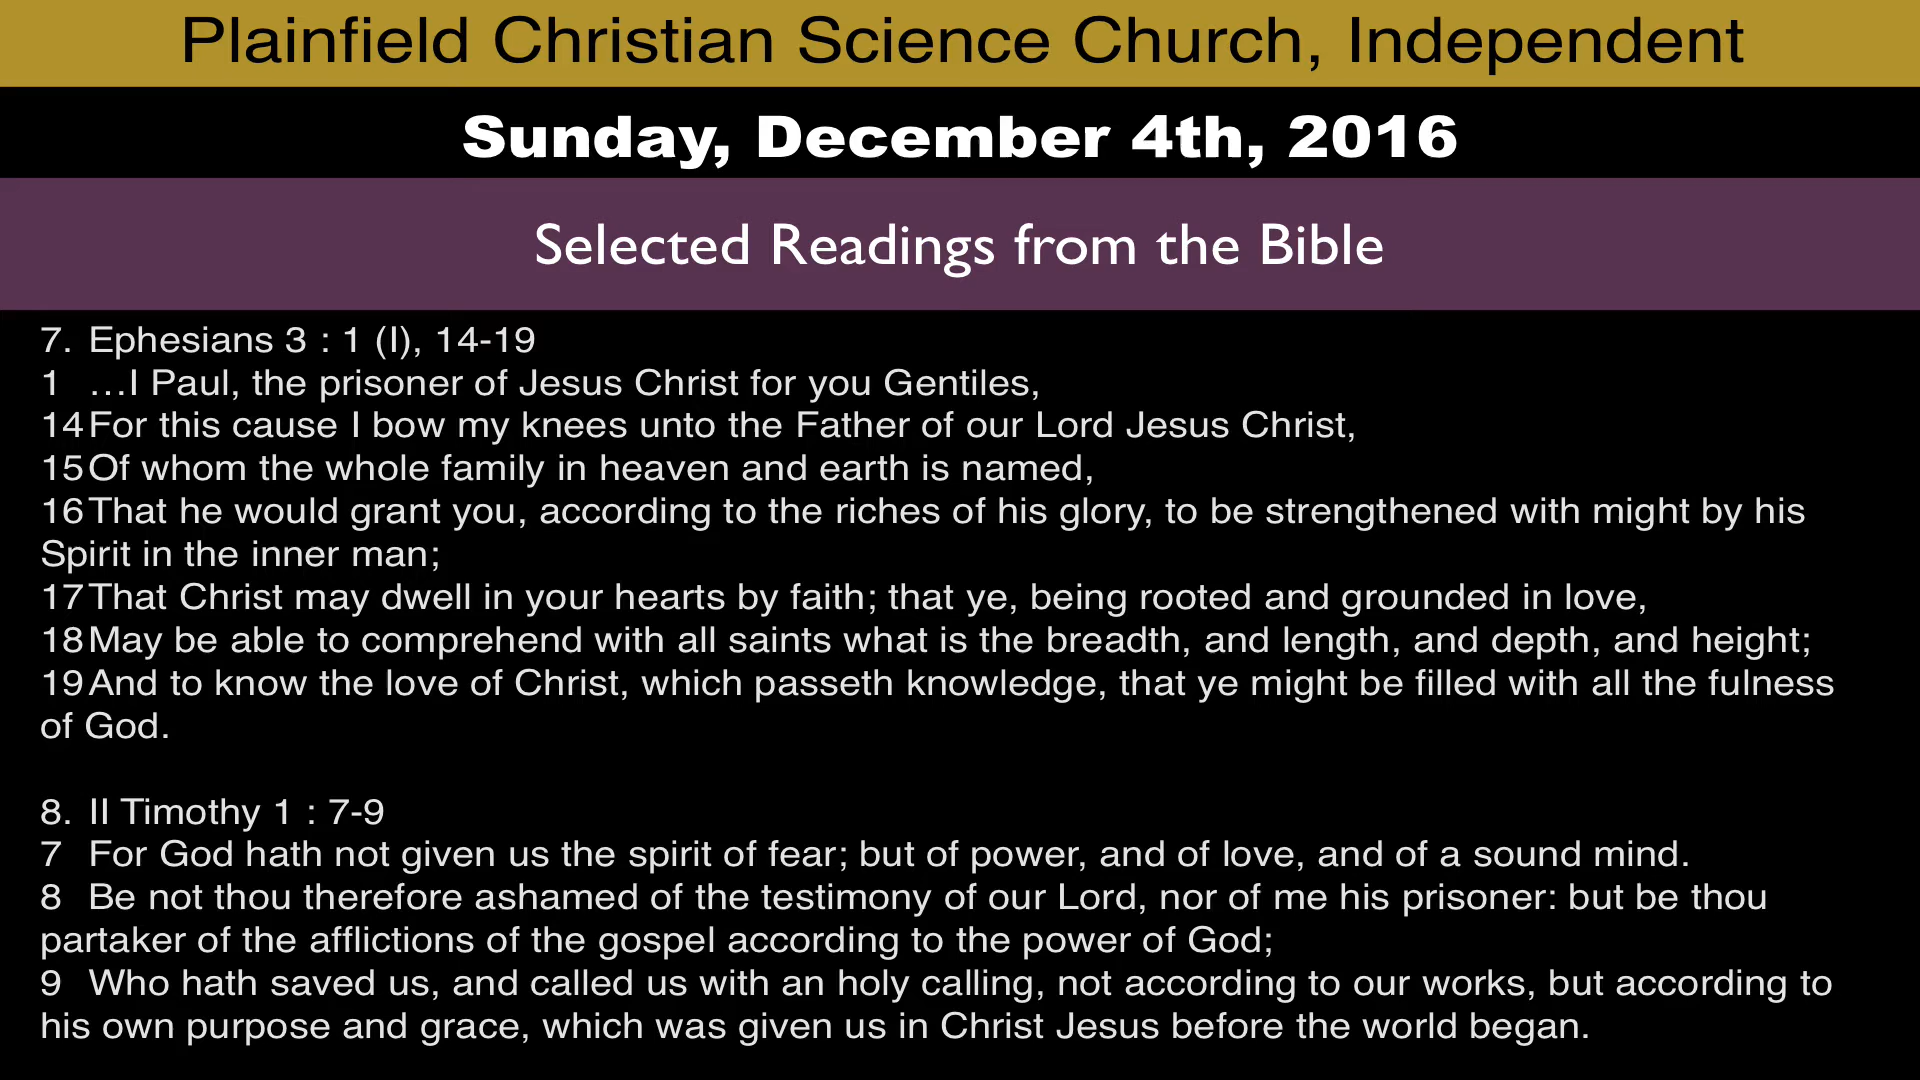 Plainfield Christian Science Church, Independent
Sunday, December 4th, 2016
Selected Readings from the Bible
7. Ephesians 3 : 1 (I), 14-19
1 …I Paul, the prisoner of Jesus Christ for you Gentiles,
14 For this cause I bow my knees unto the Father of our Lord Jesus Christ,
15 Of whom the whole family in heaven and earth is named,
16 That he would grant you, according to the riches of his glory, to be strengthened with might by his
Spirit in the inner man;
17 That Christ may dwell in your hearts by faith; that ye, being rooted and grounded in love,
18 May be able to comprehend with all saints what is the breadth, and length, and depth, and height;
19 And to know the love of Christ, which passeth knowledge, that ye might be filled with all the fulness
of God.
8. II Timothy 1 : 7-9
7 For God hath not given us the spirit of fear; but of power, and of love, and of a sound mind.
8 Be not thou therefore ashamed of the testimony of our Lord, nor of me his prisoner: but be thou
partaker of the afflictions of the gospel according to the power of God;
9 Who hath saved us, and called us with an holy calling, not according to our works, but according to
his own purpose and grace, which was given us in Christ Jesus before the world began.